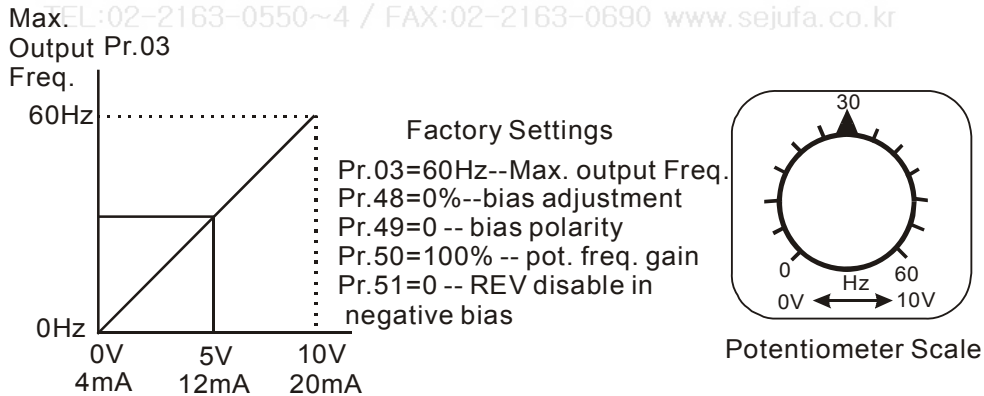 TEL:02-2163-0550~4 / FAX:02-2163-0690 www.sejufa.co.kr
Max.
Output Pr.03
Freq.
60Hz
0Hz
0V 5V 10V
4mA 12mA 20mA
Factory Settings
Pr.03=60Hz--Max. output Freq.
Pr.48=0%--bias adjustment
Pr.49=0 -- bias polarity
Pr.50=100% -- pot. freq. gain
Pr.51=0 -- REV disable in
negative bias
30
0 60
Hz
0V 10V
Potentiometer Scale